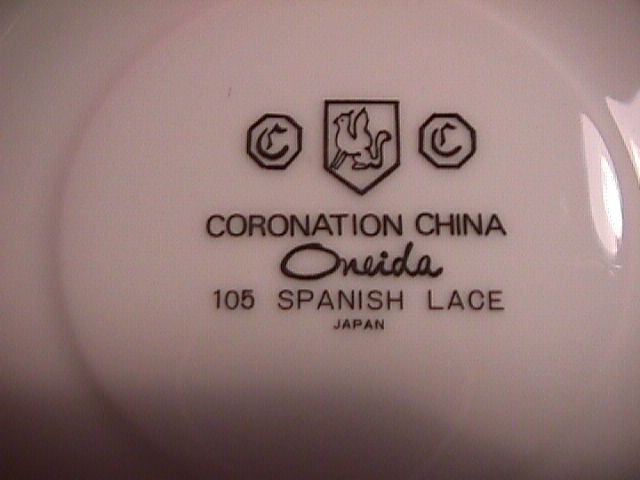 C C
CORONATION CHINA
Oneida
105 SPANISH LACE
JAPAN